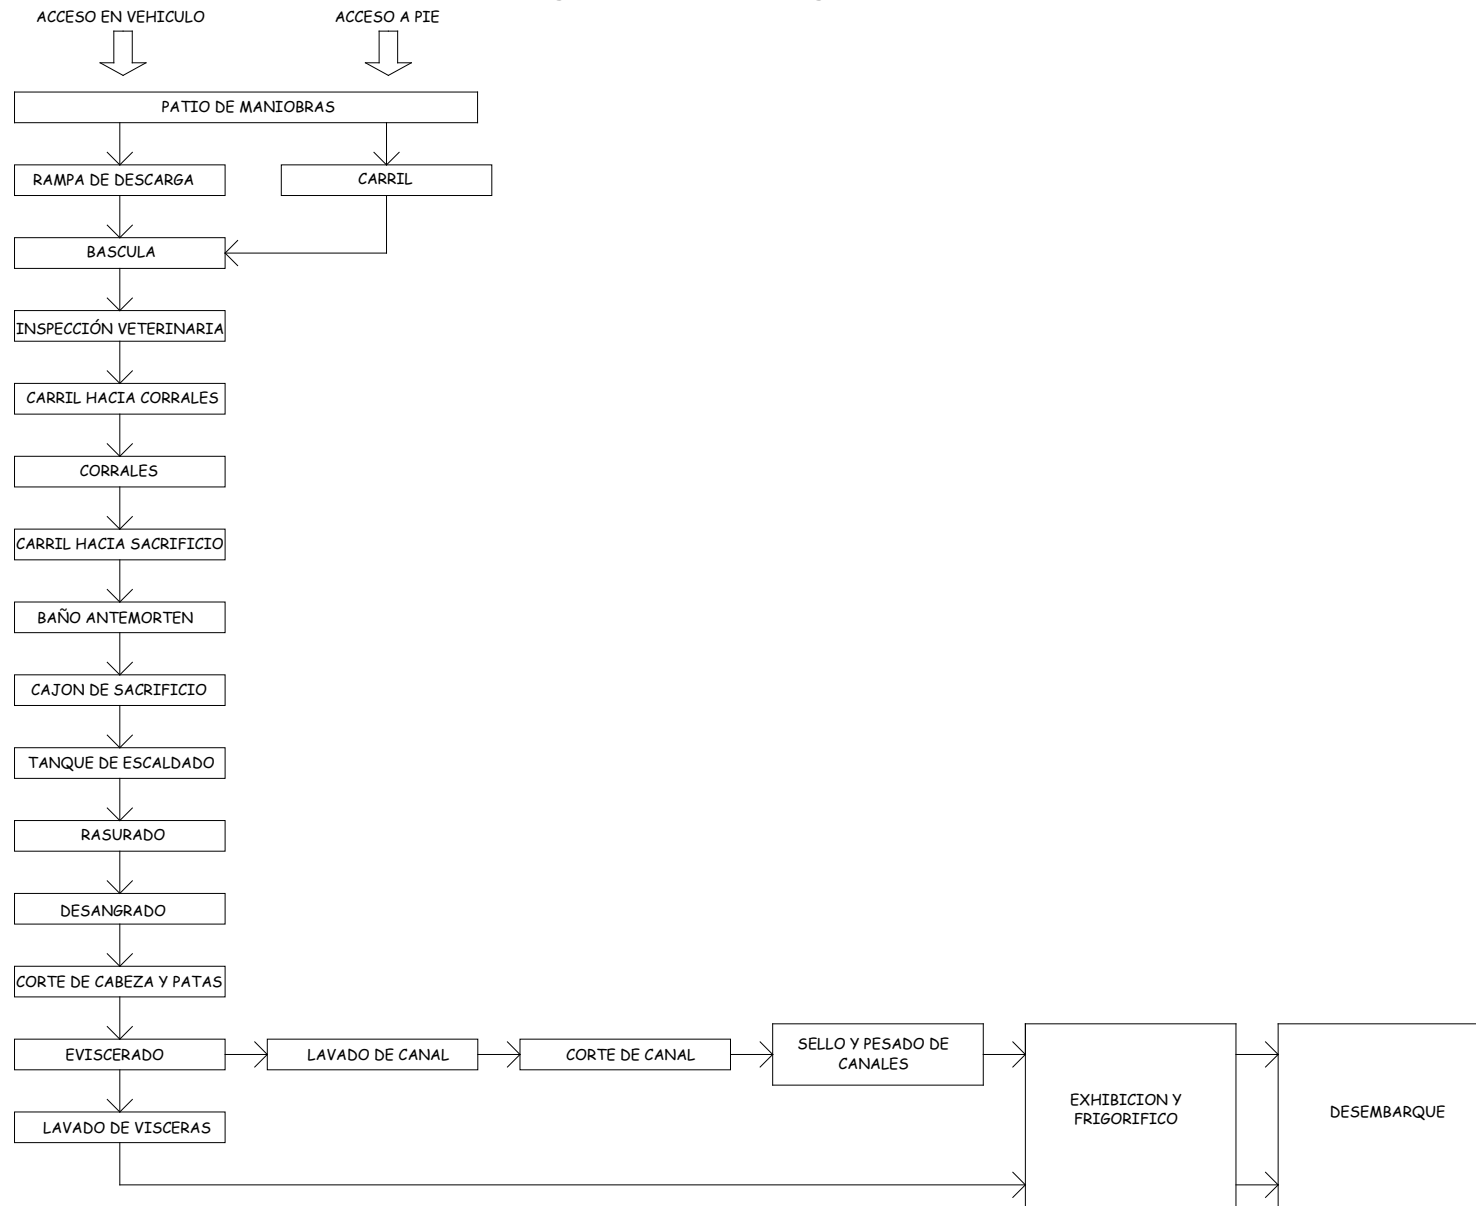 ACCESO EN VEHICULO
ACCESO A PIE
PATIO DE MANIOBRAS
RAMPA DE DESCARGA
CARRIL
BASCULA
INSPECCIÓN VETERINARIA
CARRIL HACIA CORRALES
CORRALES
CARRIL HACIA SACRIFICIO
BAÑO ANTEMORTEN
CAJON DE SACRIFICIO
TANQUE DE ESCALDADO
RASURADO
DESANGRADO
CORTE DE CABEZA Y PATAS
EVISCERADO
LAVADO DE CANAL
CORTE DE CANAL
SELLO Y PESADO DE
CANALES
EXHIBICION Y
FRIGORIFICO
DESEMBARQUE
LAVADO DE VISCERAS